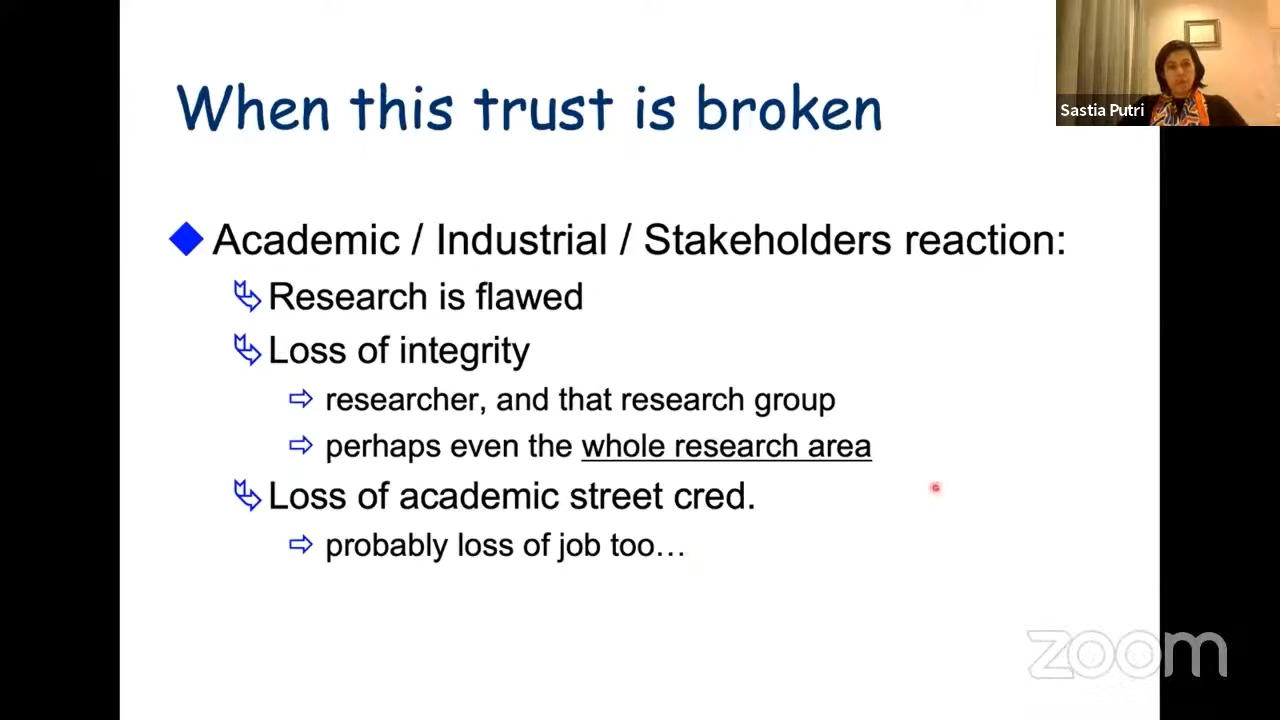 When this trust is broken
Sastia Putri
Academic / Industrial / Stakeholders reaction:
Research is flawed
Loss of integrity
researcher, and that research group
perhaps even the whole research area
Loss of academic street cred.
probably loss of job too…
zoom